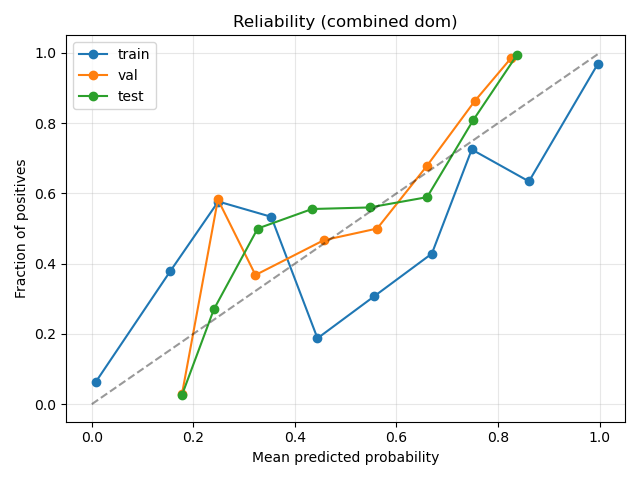 Reliability (combined dom)
train
val
test
Fraction of positives
1.0
0.8
0.6
0.4
0.2
0.0
0.0 0.2 0.4 0.6 0.8 1.0
Mean predicted probability